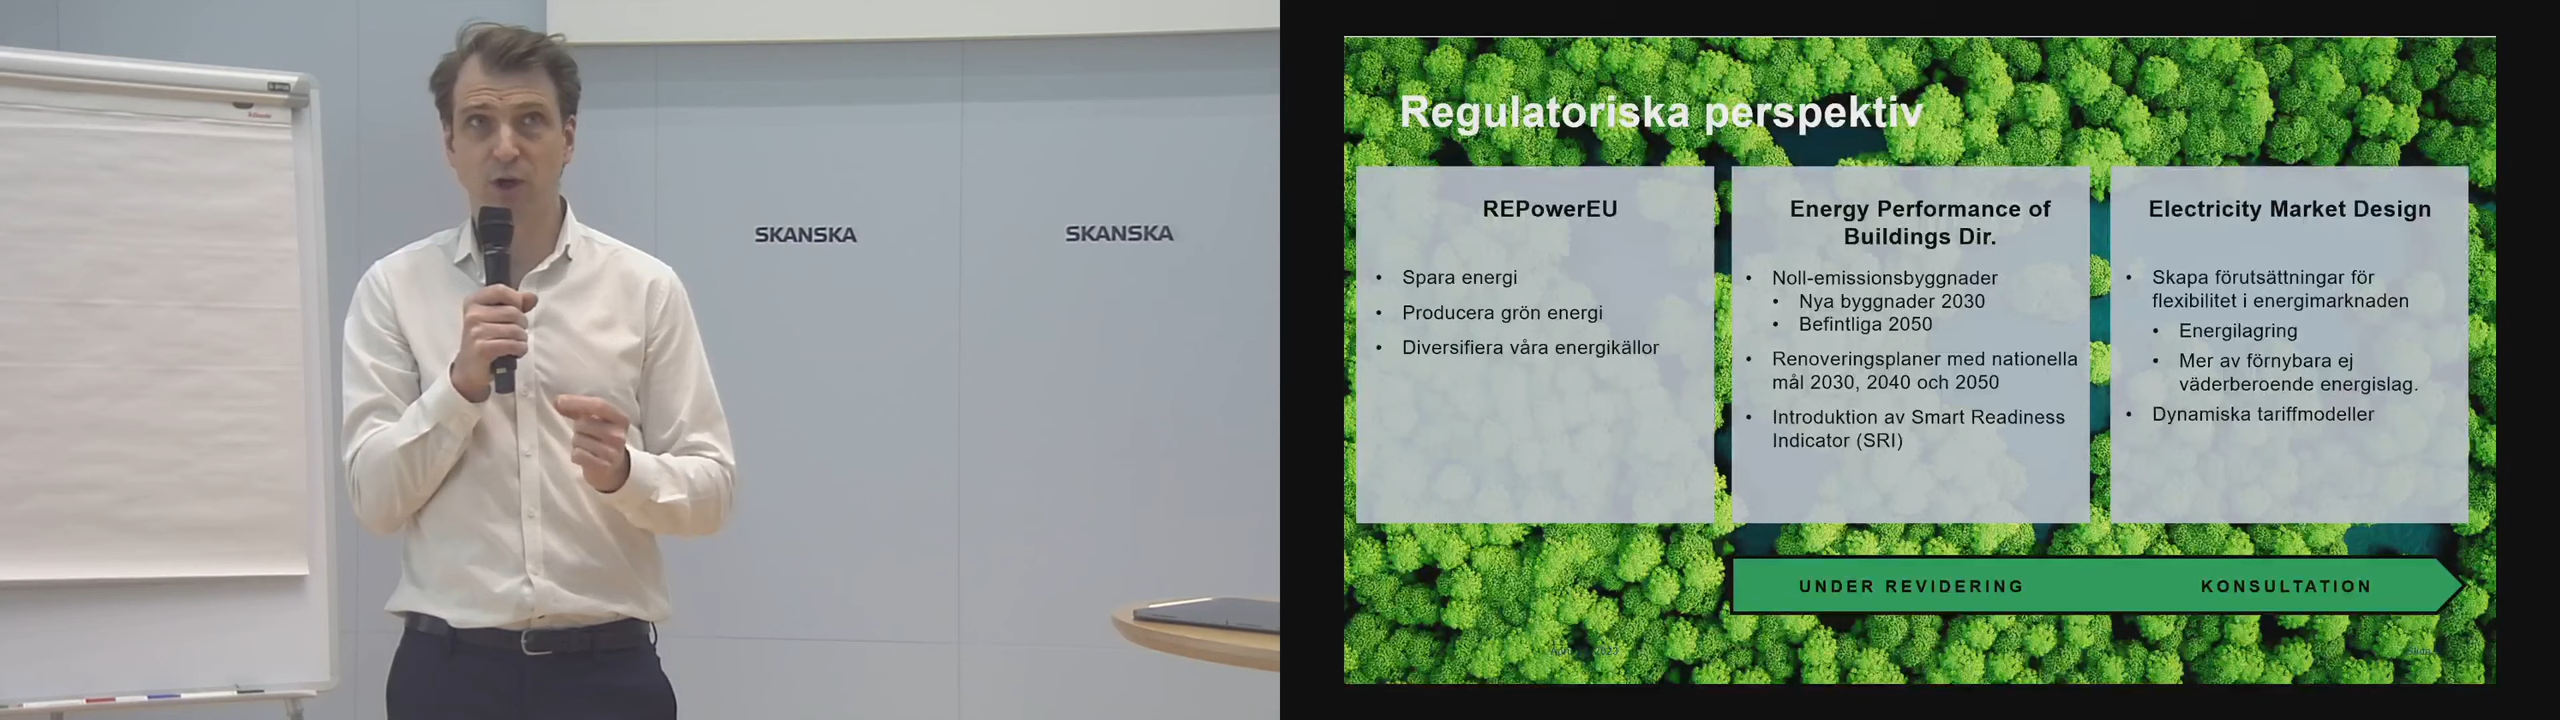 SKANSKA
SKANSKA
Regulatoriska perspektiv
REPowerEU
• Spara energi
• Producera grön energi
• Diversifiera våra energikällor
Energy Performance of
Buildings Dir.
• Noll-emissionsbyggnader
• Nya byggnader 2030
• Befintliga 2050
• Renoveringsplaner med nationella
mål 2030, 2040 och 2050
• Introduktion av Smart Readiness
Indicator (SRI)
Electricity Market Design
• Skapa förutsättningar för
flexibilitet i energimarknaden
• Energilagring
• Mer av förnybara ej
väderberoende energislag.
• Dynamiska tariffmodeller
UNDER REVIDERING
KONSULTATION